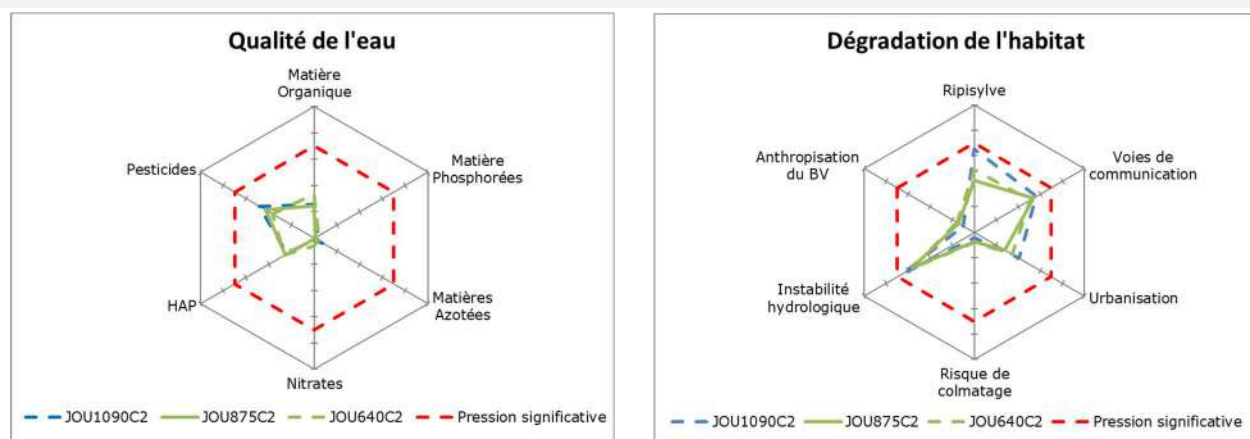 Qualité de l'eau
Matière
Organique
Matière
Phosphorées
Matières
Azotées
Nitrates
HAP
Pesticides
JOU1090C2
JOU875C2
JOU640C2
Pression significative
Dégradation de l'habitat
Ripisylve
Voies de
communication
Urbanisation
Risque de
colmatage
Instabilité
hydrologique
Anthropisation
du BV
JOU1090C2
JOU875C2
JOU640C2
Pression significative